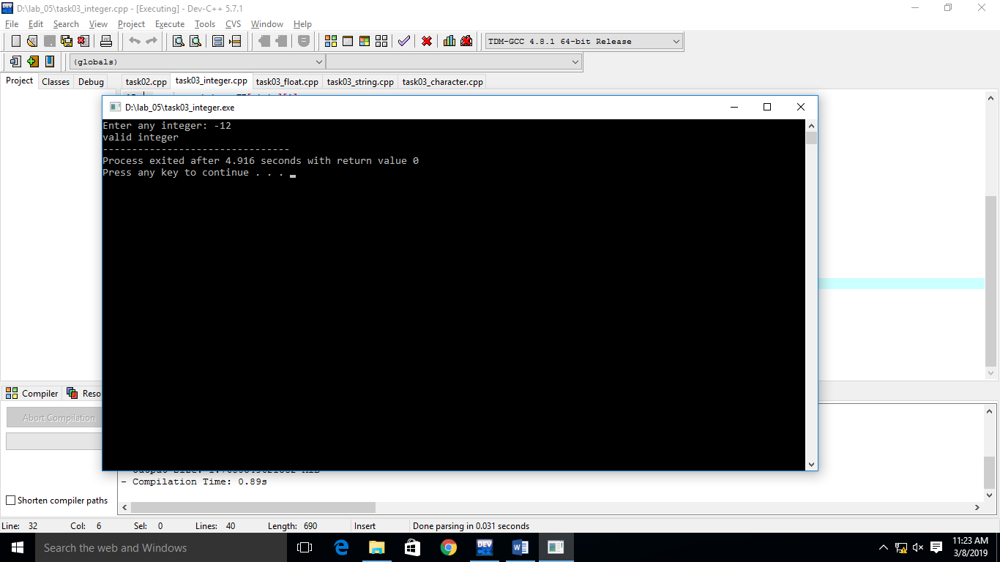 D:\lab_05\task03_integer.cpp - [Executing] - Dev-C++ 5.7.1
File Edit Search View Project Execute Tools CVS Window Help
TDM-GCC 4.8.1 64-bit Release
(globals)
Project Classes Debug task02.cpp task03_integer.cpp task03_float.cpp task03_string.cpp task03_character.cpp
D:\lab_05\task03_integer.exe
Enter any integer: -12
valid integer
--------------------------------
Process exited after 4.916 seconds with return value 0
Press any key to continue . . .
Compiler Reso
Abort Compilation
- Compilation Time: 0.89s
Shorten compiler paths
Line: 32 Col: 6 Sel: 0 Lines: 40 Length: 690 Insert Done parsing in 0.031 seconds
Search the web and Windows
DEV
11:23 AM
3/8/2019